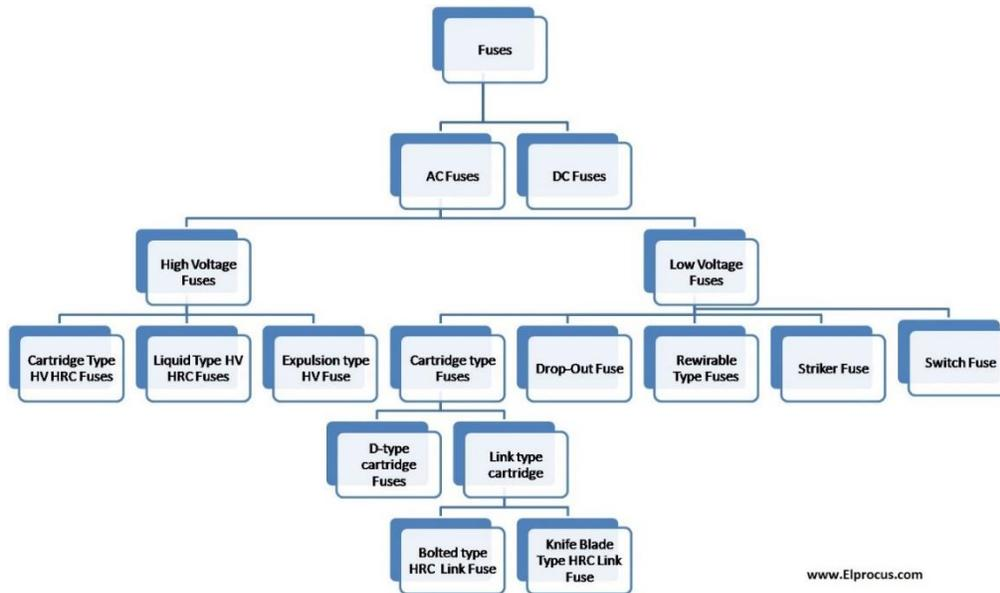 Fuses
AC Fuses
DC Fuses
High Voltage
Fuses
Low Voltage
Fuses
Cartridge Type
HV HRC Fuses
Liquid Type HV
HRC Fuses
Expulsion type
HV Fuse
Cartridge type
Fuses
Drop-Out Fuse
Rewirable
Type Fuses
Striker Fuse
Switch Fuse
D-type
cartridge
Fuses
Link type
cartridge
Bolted type
HRC Link Fuse
Knife Blade
Type HRC Link
Fuse
www.Elprocus.com